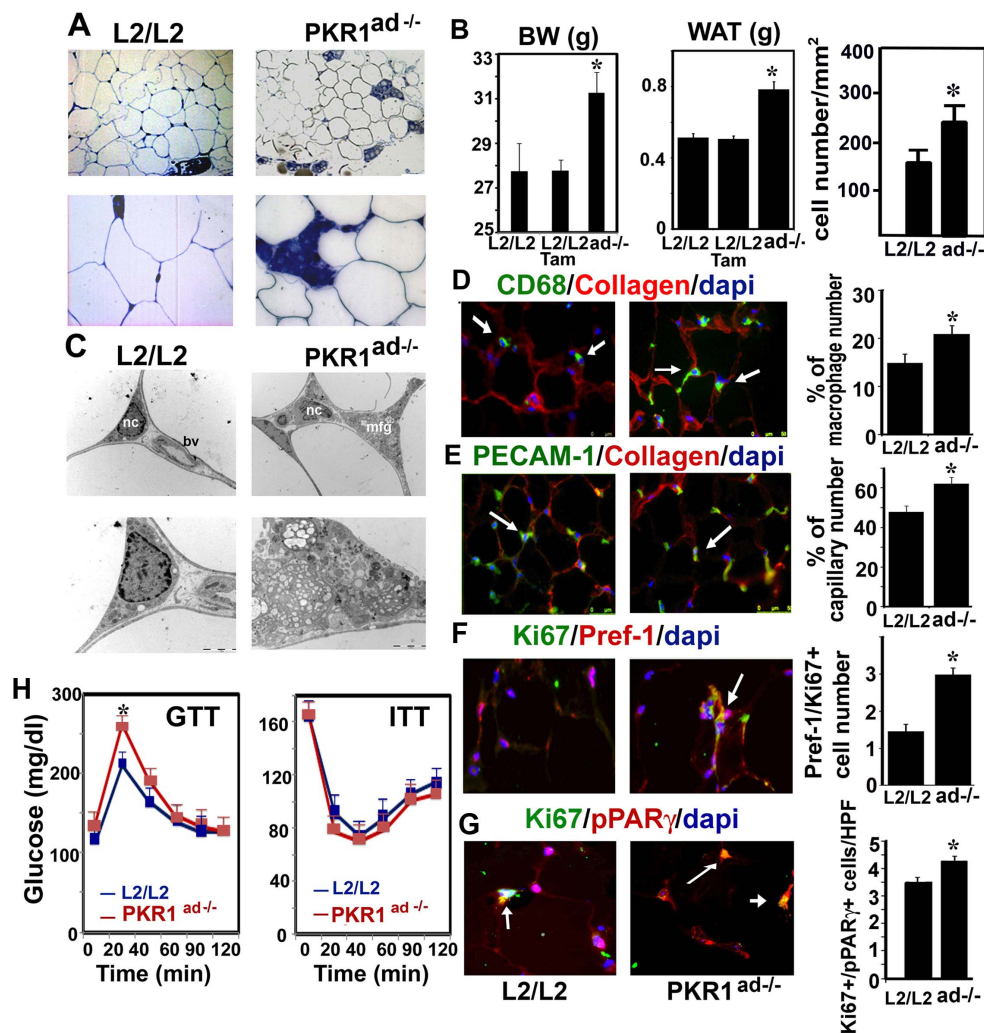 A
L2/L2
PKR1ad-/-
B
BW (g)
33
31
29
28
27
25
L2/L2
L2/L2
Tam
ad-/-
*
WAT (g)
0.8
0.4
0
L2/L2
L2/L2
Tam
ad-/-
*
cell number/mm2
400
300
200
100
L2/L2
ad-/-
*
C
L2/L2
PKR1ad-/-
nc
bv
nc
mfg
D
CD68/Collagen/dapi
0 µm 50
% of
macrophage number
30
20
10
0
L2/L2
ad-/-
*
E
PECAM-1/Collagen/dapi
% of
capillary number
60
40
20
0
L2/L2
ad-/-
*
F
Ki67/Pref-1/dapi
Pref-1/Ki67+
cell number
3
2
1
0
L2/L2
ad-/-
*
G
Ki67/pPARγ/dapi
L2/L2
PKR1ad-/-
Ki67+/pPARγ+ cells/HPF
5
4
3
2
1
0
L2/L2
ad-/-
*
H
Glucose (mg/dl)
300
200
100
0
GTT
*
L2/L2
PKR1 ad-/-
0 30 60 90 120
Time (min)
ITT
160
120
80
40
0
L2/L2
PKR1 ad-/-
0 20 40 60 90 120
Time (min)